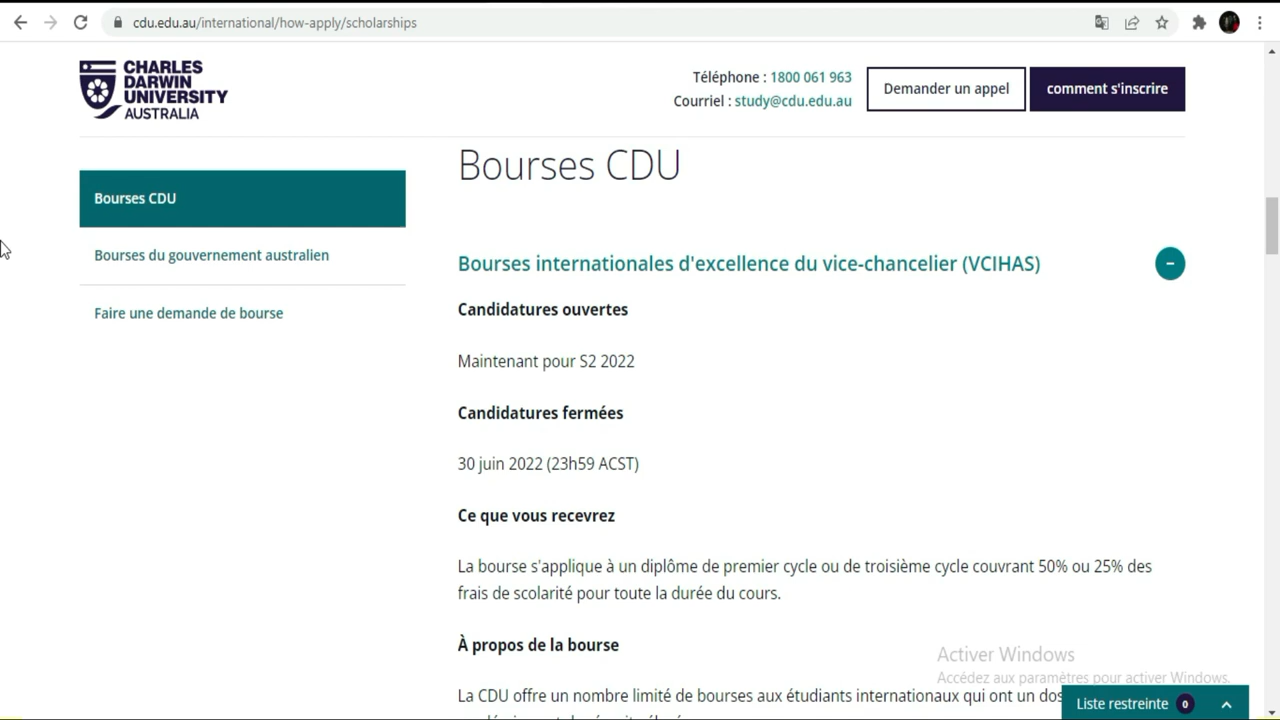 cdu.edu.au/international/how-apply/scholarships
CHARLES
DARWIN
UNIVERSITY
AUSTRALIA
Téléphone : 1800 061 963
Courriel : study@cdu.edu.au
Demander un appel
comment s'inscrire
Bourses CDU
Bourses du gouvernement australien
Faire une demande de bourse
Bourses CDU
Bourses internationales d'excellence du vice-chancelier (VCIHAS)
Candidatures ouvertes
Maintenant pour S2 2022
Candidatures fermées
30 juin 2022 (23h59 ACST)
Ce que vous recevrez
La bourse s'applique à un diplôme de premier cycle ou de troisième cycle couvrant 50% ou 25% des
frais de scolarité pour toute la durée du cours.
À propos de la bourse
La CDU offre un nombre limité de bourses aux étudiants internationaux qui ont un
Activer Windows
Accédez aux paramètres pour activer Windows.
Liste restreinte 0